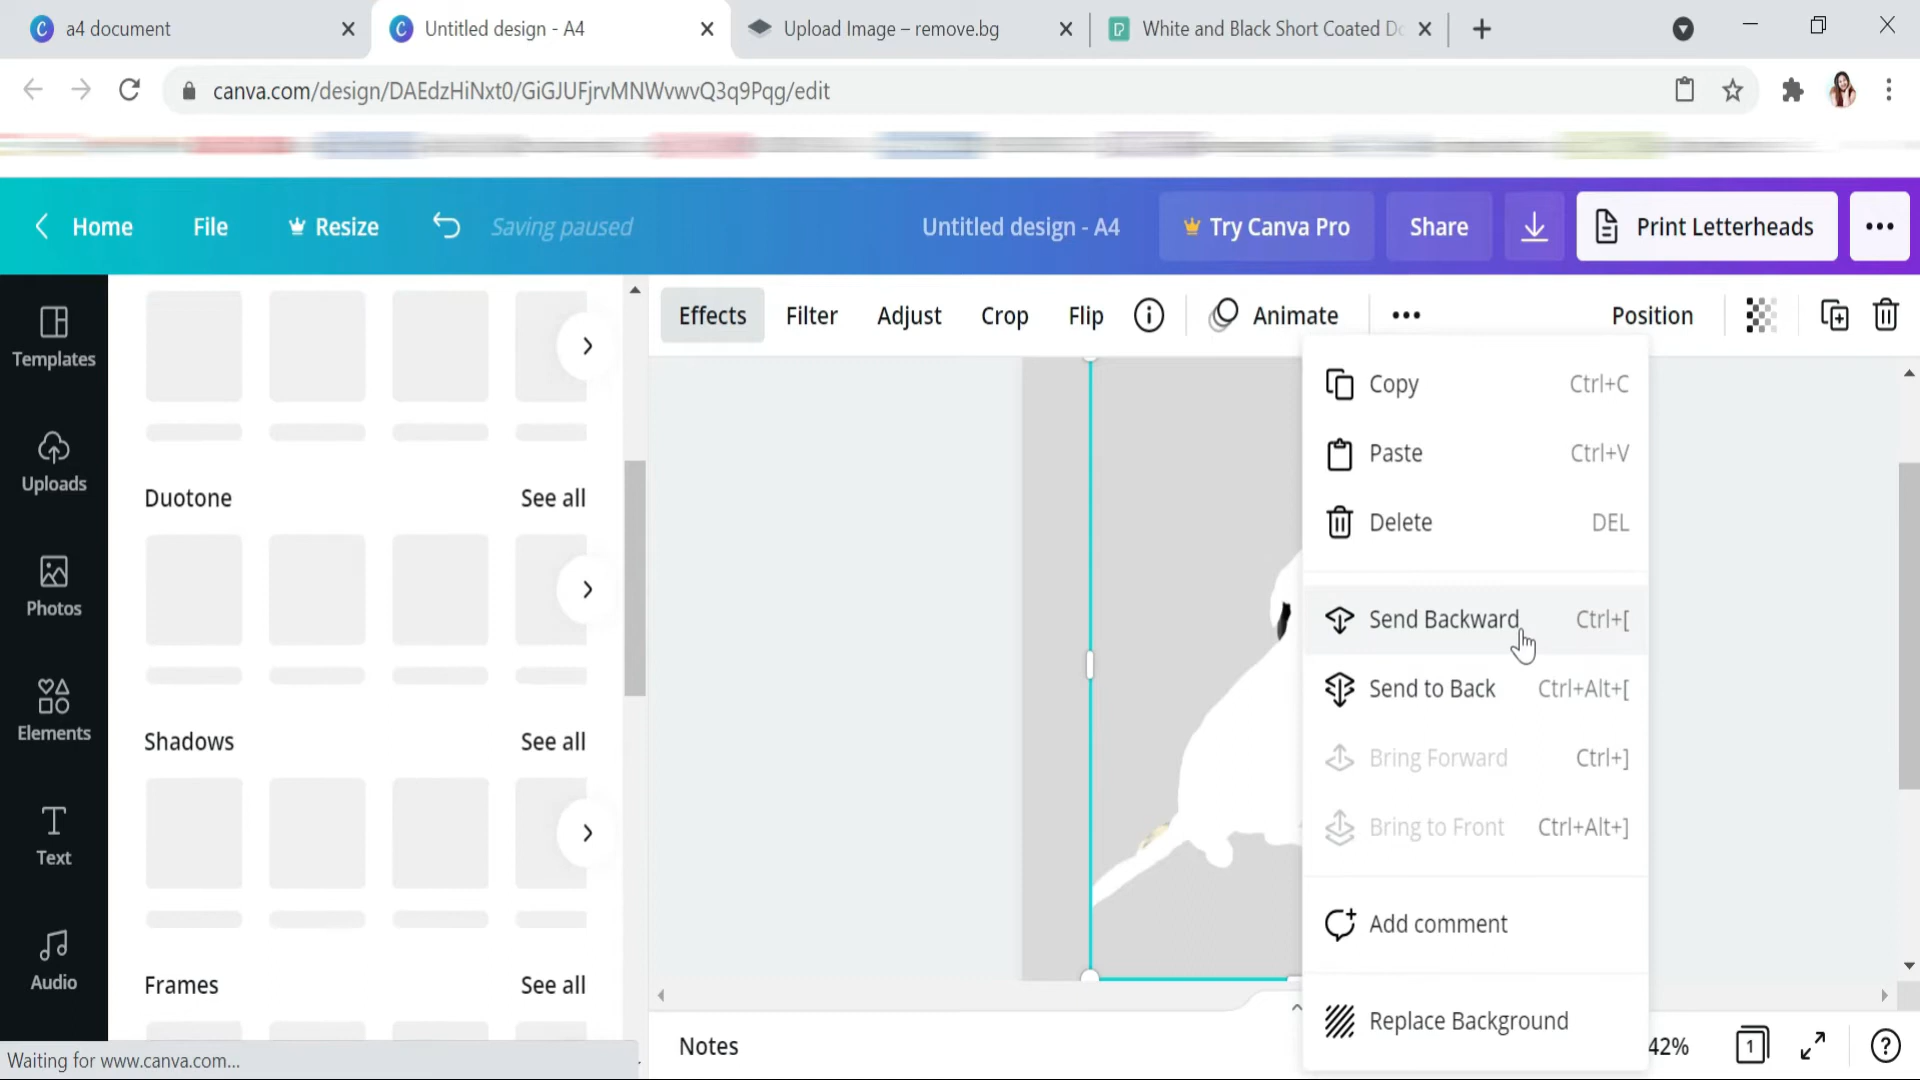 a4 document
Untitled design - A4
Upload Image – remove.bg
White and Black Short Coated Do
canva.com/design/DAEdzHiNxt0/GiGJUFjrvMNWvwvQ3q9Pqg/edit
Home
File
Resize
Saving paused
Untitled design - A4
Try Canva Pro
Share
Print Letterheads
Templates
Uploads
Photos
Elements
Text
Audio
Duotone
See all
Shadows
See all
Frames
See all
Effects
Filter
Adjust
Crop
Flip
Animate
Position
Copy Ctrl+C
Paste Ctrl+V
Delete DEL
Send Backward Ctrl+[
Send to Back Ctrl+Alt+[
Bring Forward Ctrl+]
Bring to Front Ctrl+Alt+]
Add comment
Replace Background
Notes
42%
1
Waiting for www.canva.com...